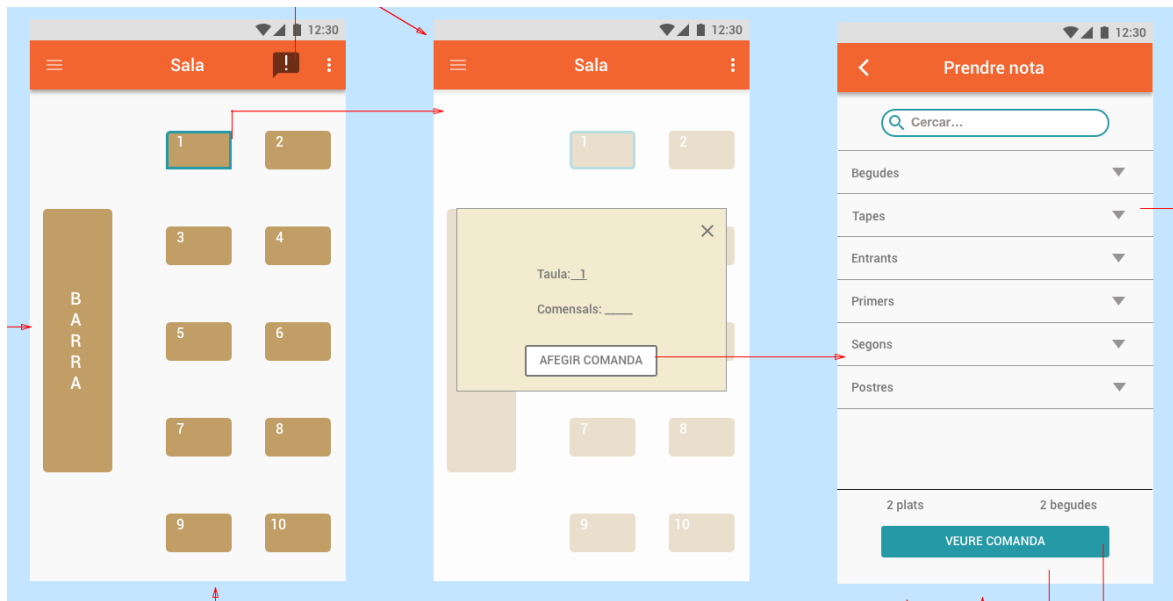 12:30
Sala
!
1
2
3
4
BARRA
5
6
7
8
9
10
12:30
Sala
1
2
Taula: 1
Comensals: ____
AFEGIR COMANDA
7
8
9
10
12:30
Prendre nota
Cercar...
Begudes
Tapes
Entrants
Primers
Segons
Postres
2 plats
2 begudes
VEURE COMANDA